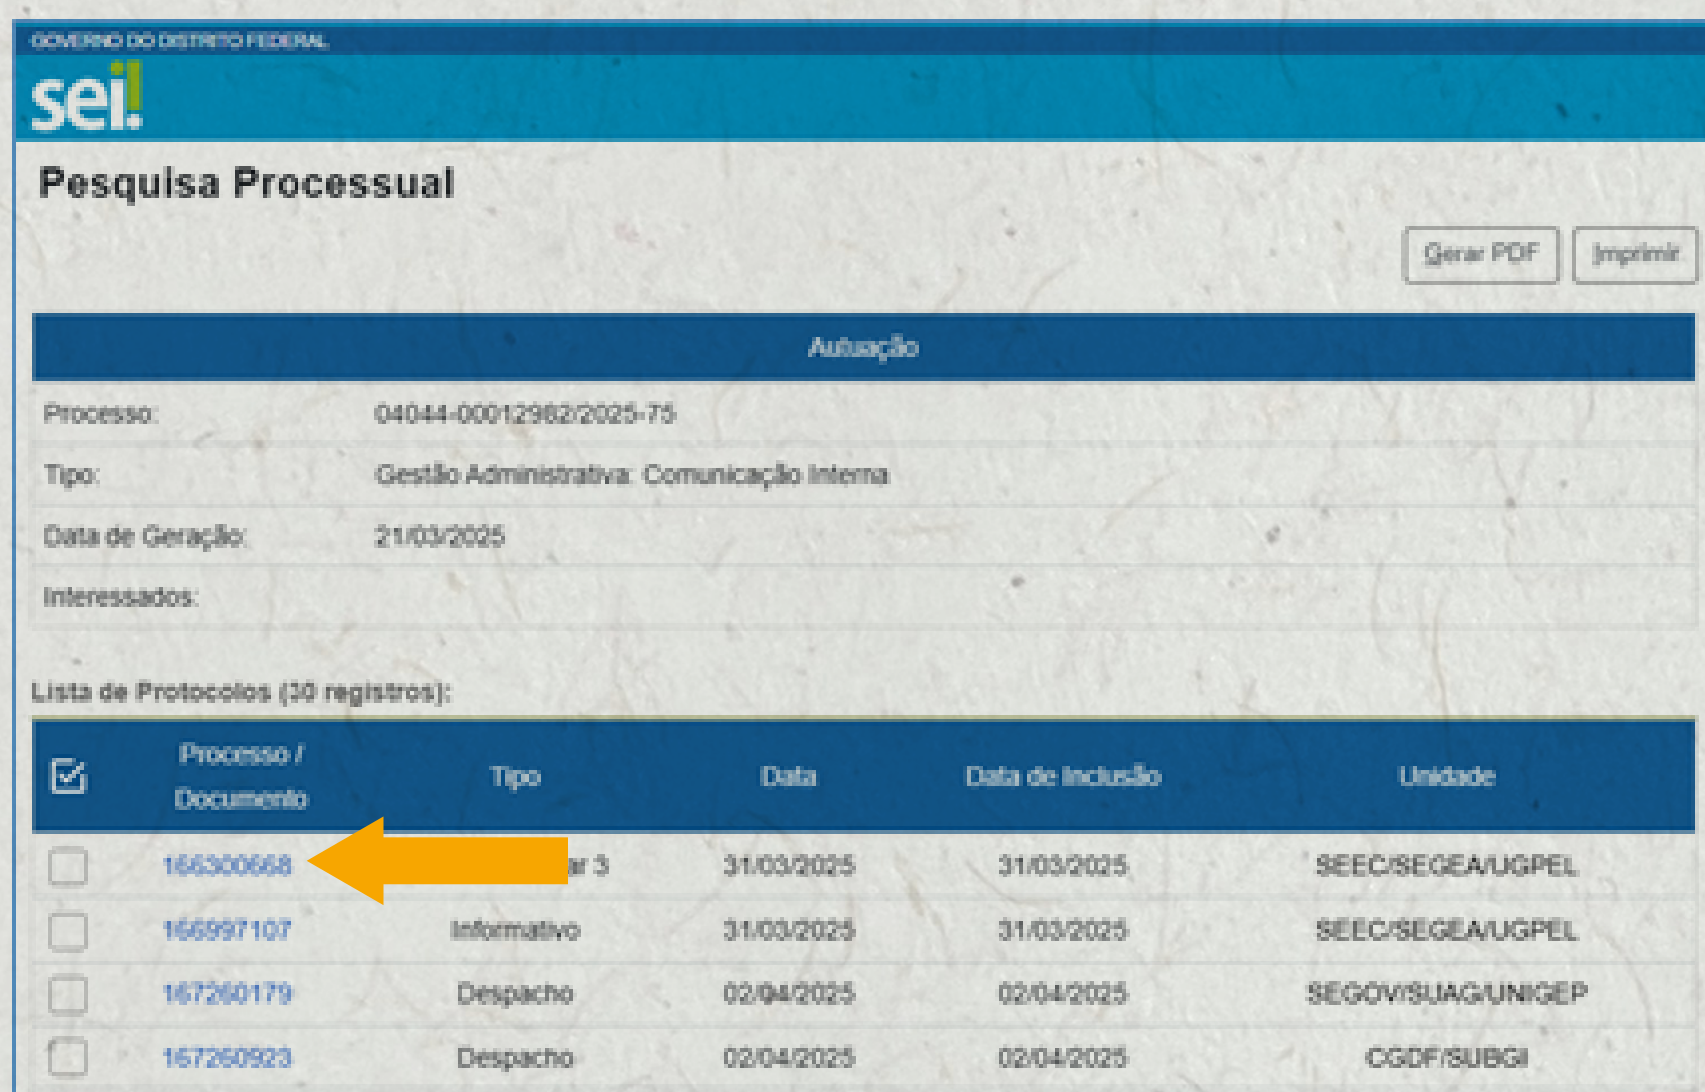 GOVERNO DO DISTRITO FEDERAL
sei!
Pesquisa Processual
Gerar PDF Imprimir
Autuação
Processo: 04044-00012982/2025-75
Tipo: Gestão Administrativa: Comunicação Interna
Data de Geração: 21/03/2025
Interessados:
Lista de Protocolos (30 registros):
Processo / Documento Tipo Data Data de Inclusão Unidade
166300668 ar 3 31/03/2025 31/03/2025 SEEC/SEGEA/UGPEL
166997107 Informativo 31/03/2025 31/03/2025 SEEC/SEGEA/UGPEL
167260179 Despacho 02/04/2025 02/04/2025 SEGOV/SUAG/UNIGEP
167260923 Despacho 02/04/2025 02/04/2025 CGDF/SUBGI